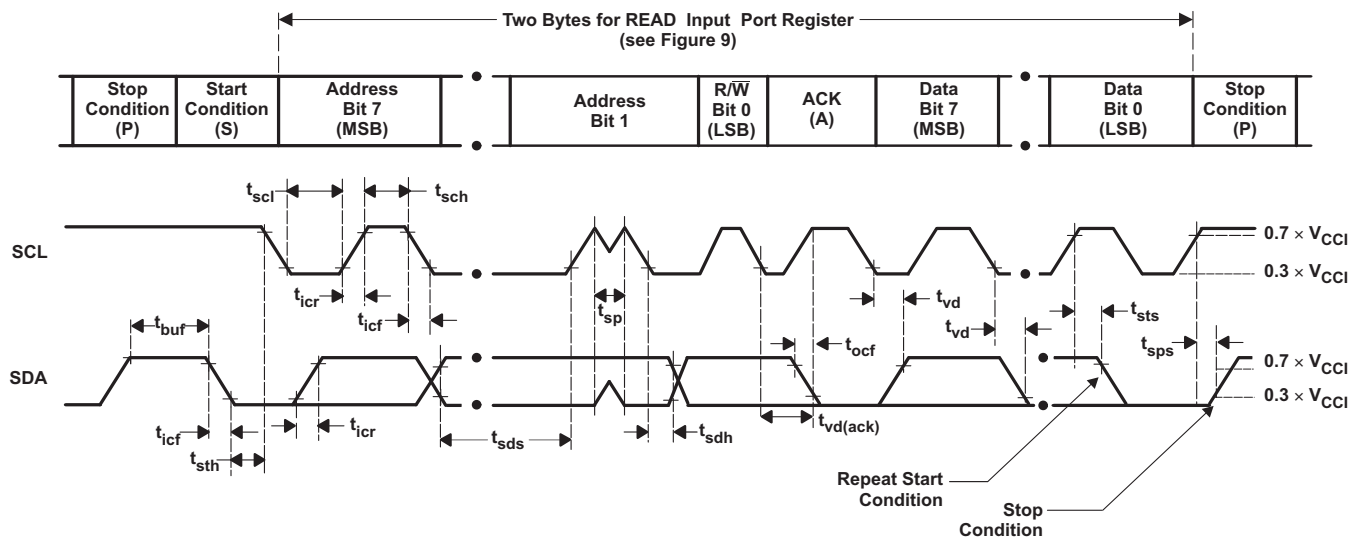 Two Bytes for READ Input Port Register
(see Figure 9)
Stop
Condition
(P)
Start
Condition
(S)
Address
Bit 7
(MSB)
Address
Bit 1
R/W̅
Bit 0
(LSB)
ACK
(A)
Data
Bit 7
(MSB)
Data
Bit 0
(LSB)
Stop
Condition
(P)
tscl
tsch
SCL
0.7 × VCCI
0.3 × VCCI
ticr
ticf
tsp
tvd
tvd
tsts
tbuf
tocf
tsps
SDA
0.7 × VCCI
0.3 × VCCI
ticf
ticr
tsth
tsds
tsdh
tvd(ack)
Repeat Start
Condition
Stop
Condition